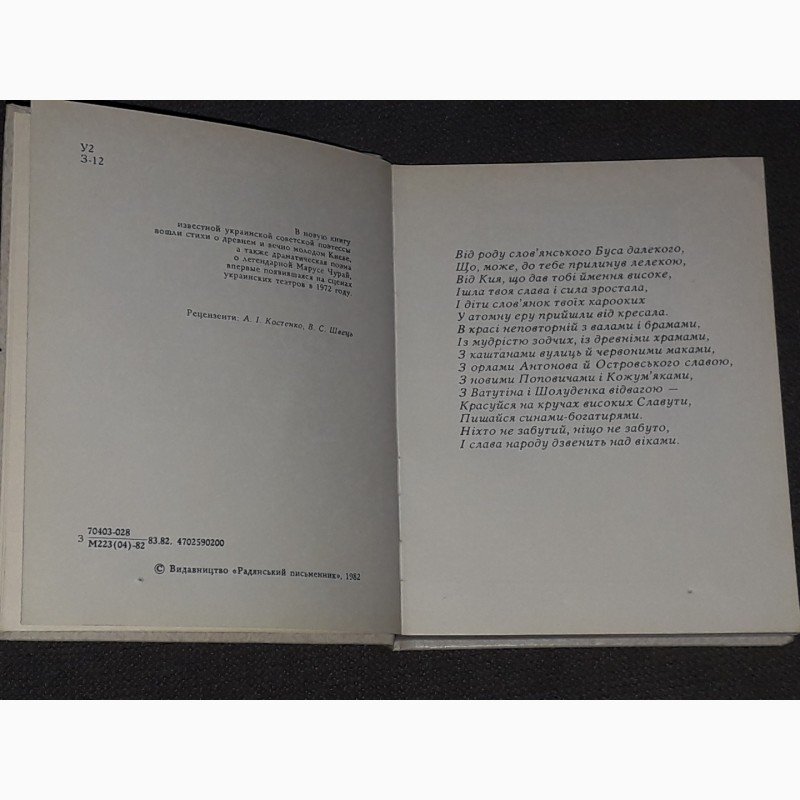 У2
З-12
В новую книгу
известной украинской советской поэтессы
вошли стихи о древнем и вечно молодом Киеве,
а также драматическая поэма
о легендарной Марусе Чурай,
впервые появившаяся на сценах
украинских театров в 1972 году.
Рецензенти: А. І. Костенко, В. С. Швець
З 70403-028
М223(04)-82 83.82. 4702590200
© Видавництво «Радянський письменник», 1982
Від роду слов'янського Буса далекого,
Що, може, до тебе прилинув лелекою,
Від Кия, що дав тобі ймення високе,
Ішла твоя слава і сила зростала,
І діти слов'янок твоїх карооких
У атомну еру прийшли від кресала.
В красі неповторній з валами і брамами,
Із мудрістю зодчих, із древніми храмами,
З каштанами вулиць й червоними маками,
З орлами Антонова й Островського славою,
З новими Поповичами і Кожум'яками,
З Ватутіна і Шолуденка відвагою —
Красуйся на кручах високих Славути,
Пишайся синами-богатирями.
Ніхто не забутий, ніщо не забуто,
І слава народу дзвенить над віками.